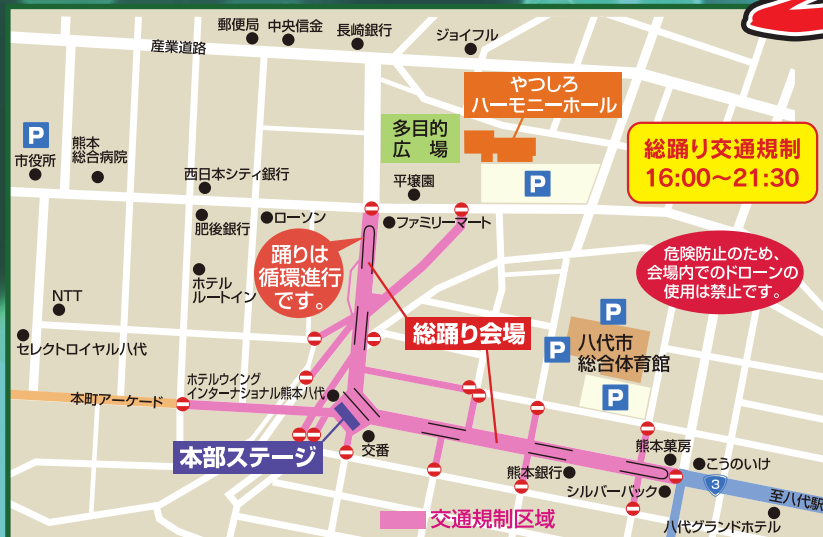 郵便局
中央信金
長崎銀行
ジョイフル
産業道路
やつしろ
ハーモニーホール
多目的
広場
P
市役所
熊本
総合病院
総踊り交通規制
16:00〜21:30
西日本シティ銀行
平壌園
P
肥後銀行
ローソン
ファミリーマート
踊りは
循環進行
です。
危険防止のため、
会場内でのドローンの
使用は禁止です。
ホテル
ルートイン
NTT
セレクトロイヤル八代
総踊り会場
P
P
八代市
総合体育館
P
ホテルウイング
インターナショナル熊本八代
本町アーケード
本部ステージ
交番
熊本菓房
こうのいけ
熊本銀行
シルバーバック
3
至八代駅
八代グランドホテル
交通規制区域